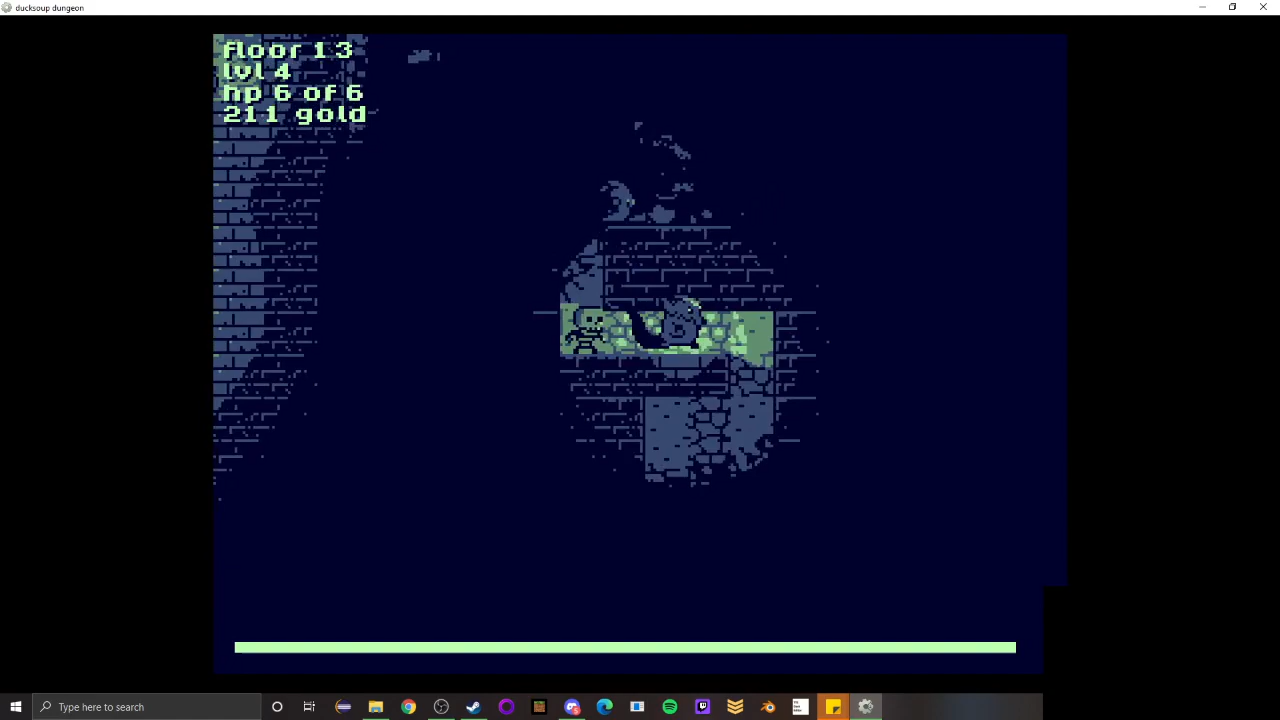 ducksoup dungeon
floor 13
lvl 4
hp 6 of 6
211 gold
Type here to search